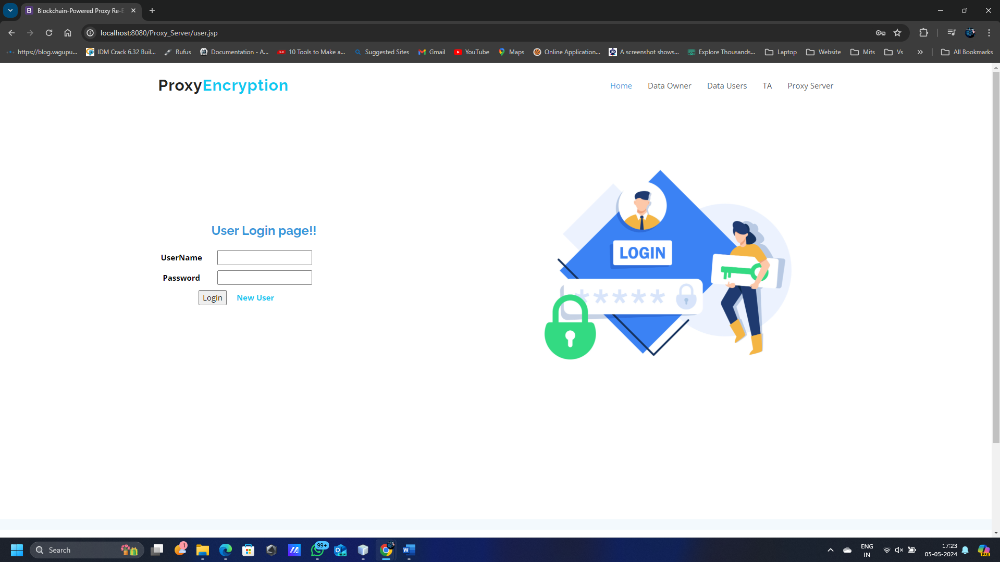 Blockchain-Powered Proxy Re-E
localhost:8080/Proxy_Server/user.jsp
https://blog.vagupu... IDM Crack 6.32 Buil... Rufus Documentation - A... 10 Tools to Make a... Suggested Sites Gmail YouTube Maps Online Application... A screenshot shows... Explore Thousands... Laptop Website Mits Vs » All Bookmarks
ProxyEncryption
Home Data Owner Data Users TA Proxy Server
User Login page!!
UserName
Password
Login New User
LOGIN
*****
Search
1
99+
NEW
ENG
IN
17:23
05-05-2024
PRE